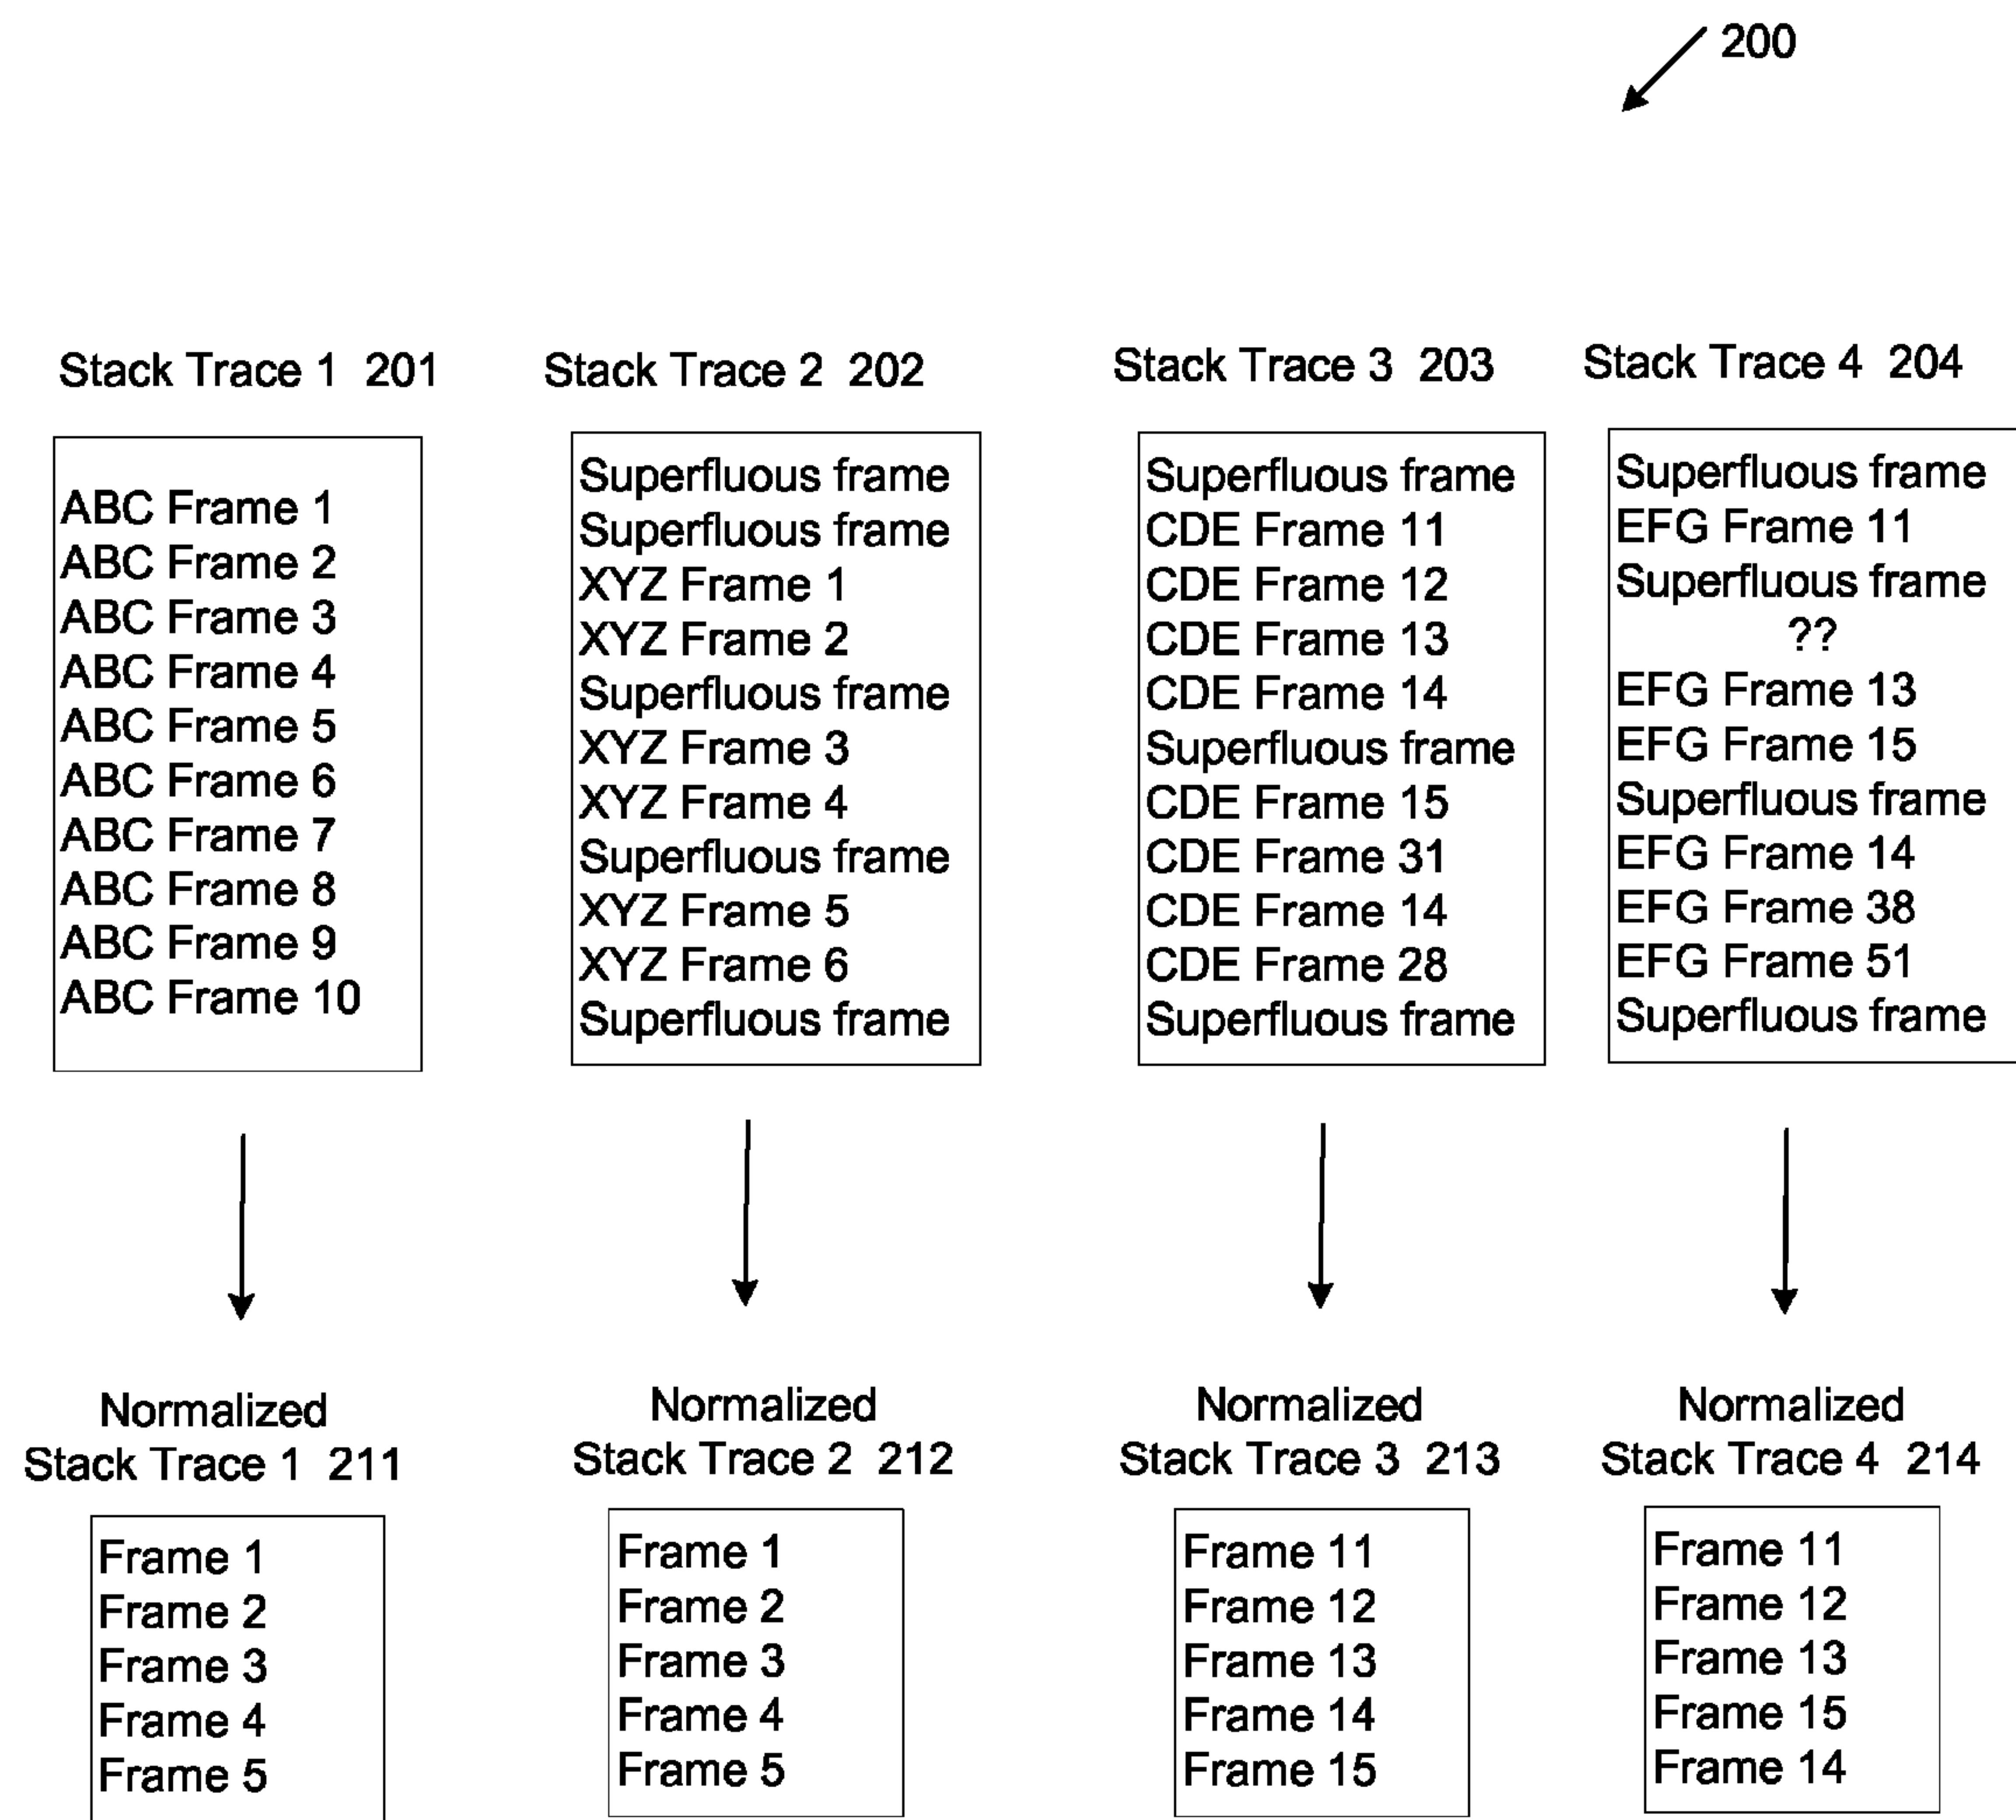 200
Stack Trace 1 201
ABC Frame 1
ABC Frame 2
ABC Frame 3
ABC Frame 4
ABC Frame 5
ABC Frame 6
ABC Frame 7
ABC Frame 8
ABC Frame 9
ABC Frame 10
Stack Trace 2 202
Superfluous frame
Superfluous frame
XYZ Frame 1
XYZ Frame 2
Superfluous frame
XYZ Frame 3
XYZ Frame 4
Superfluous frame
XYZ Frame 5
XYZ Frame 6
Superfluous frame
Stack Trace 3 203
Superfluous frame
CDE Frame 11
CDE Frame 12
CDE Frame 13
CDE Frame 14
Superfluous frame
CDE Frame 15
CDE Frame 31
CDE Frame 14
CDE Frame 28
Superfluous frame
Stack Trace 4 204
Superfluous frame
EFG Frame 11
Superfluous frame
??
EFG Frame 13
EFG Frame 15
Superfluous frame
EFG Frame 14
EFG Frame 38
EFG Frame 51
Superfluous frame
Normalized
Stack Trace 1 211
Frame 1
Frame 2
Frame 3
Frame 4
Frame 5
Normalized
Stack Trace 2 212
Frame 1
Frame 2
Frame 3
Frame 4
Frame 5
Normalized
Stack Trace 3 213
Frame 11
Frame 12
Frame 13
Frame 14
Frame 15
Normalized
Stack Trace 4 214
Frame 11
Frame 12
Frame 13
Frame 15
Frame 14